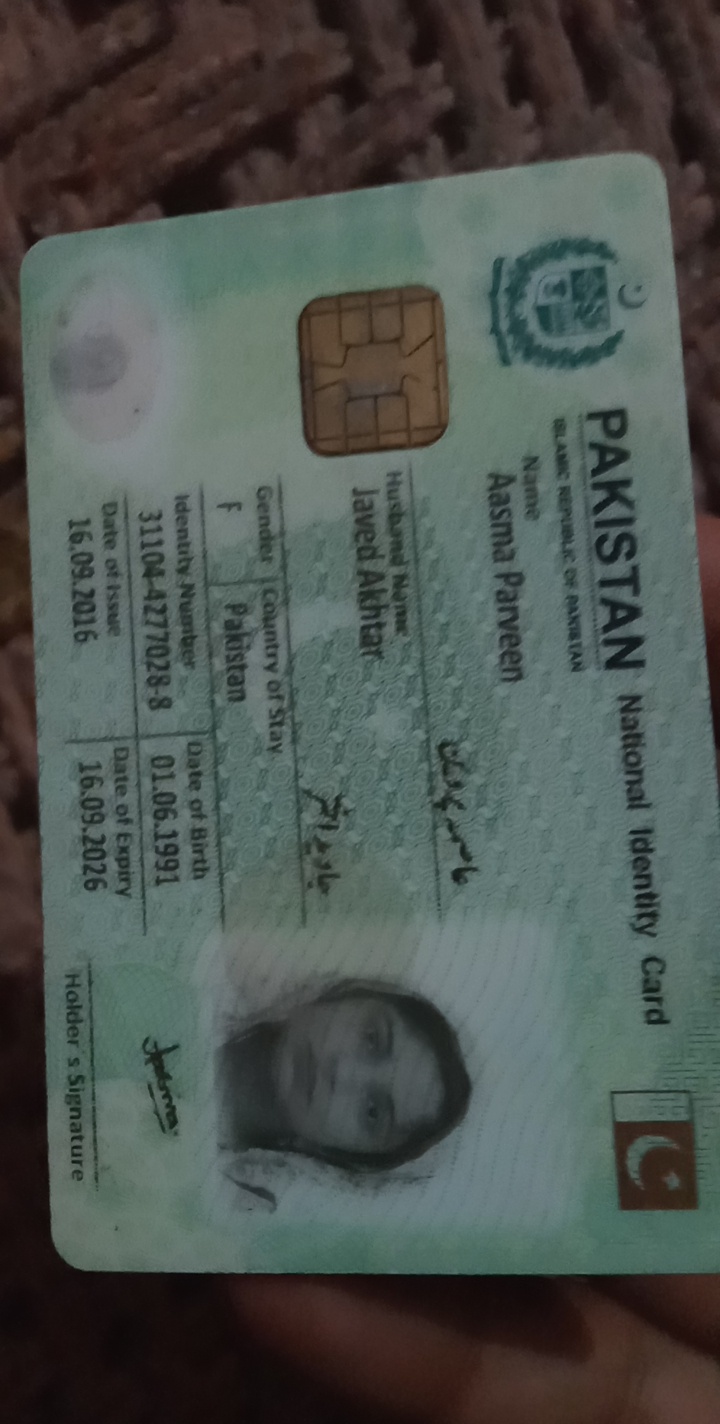 PAKISTAN National Identity Card
ISLAMIC REPUBLIC OF PAKISTAN
Name
Aasma Parveen
عاصمہ پروین
Husband Name
Javed Akhtar
جاوید اختر
Gender Country of Stay
F Pakistan
Identity Number Date of Birth
31104-4277028-8 01.06.1991
Date of Issue Date of Expiry
16.09.2016 16.09.2026
Holder's Signature